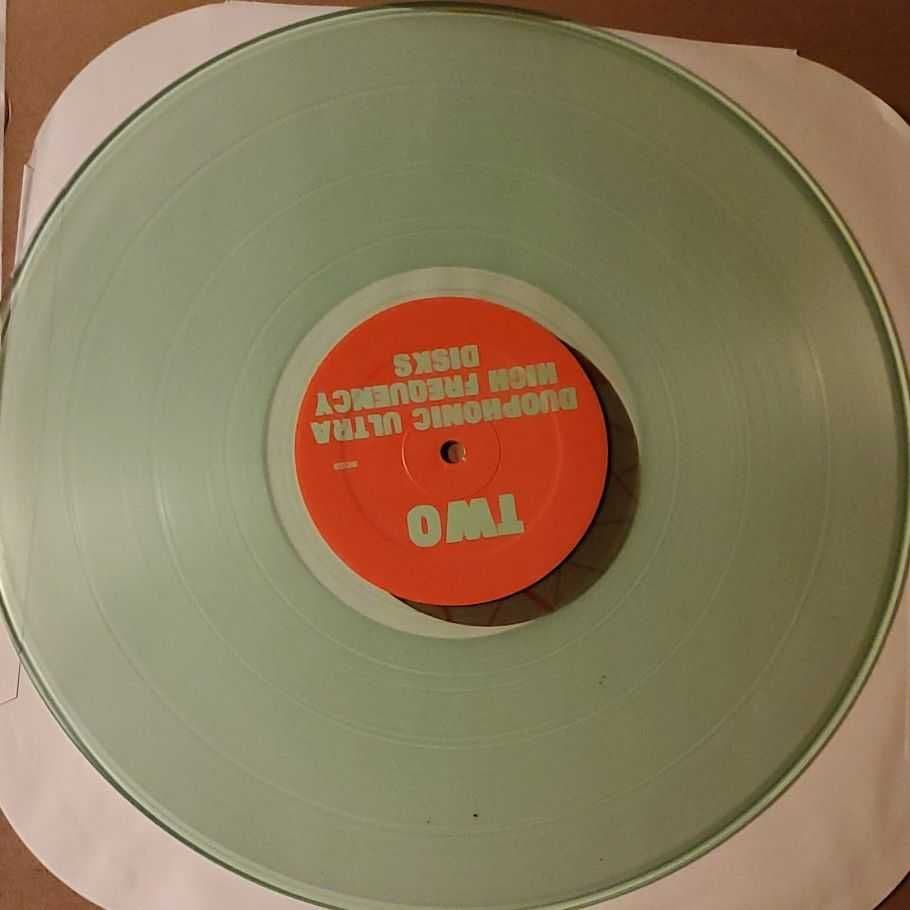 TWO
DUOPHONIC ULTRA
HIGH FREQUENCY
DISKS